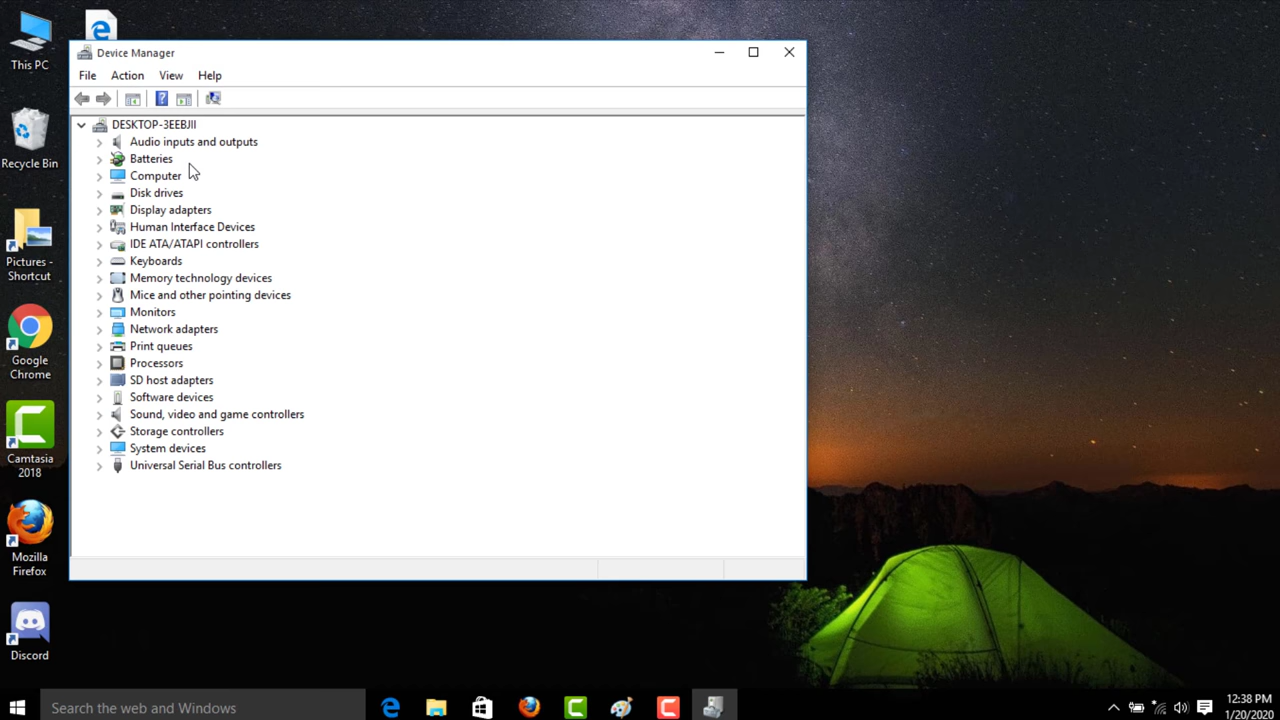 This PC
Recycle Bin
Pictures -
Shortcut
Google
Chrome
Camtasia
2018
Mozilla
Firefox
Discord
Device Manager
File Action View Help
DESKTOP-3EEBJII
Audio inputs and outputs
Batteries
Computer
Disk drives
Display adapters
Human Interface Devices
IDE ATA/ATAPI controllers
Keyboards
Memory technology devices
Mice and other pointing devices
Monitors
Network adapters
Print queues
Processors
SD host adapters
Software devices
Sound, video and game controllers
Storage controllers
System devices
Universal Serial Bus controllers
Search the web and Windows
12:38 PM
1/20/2020